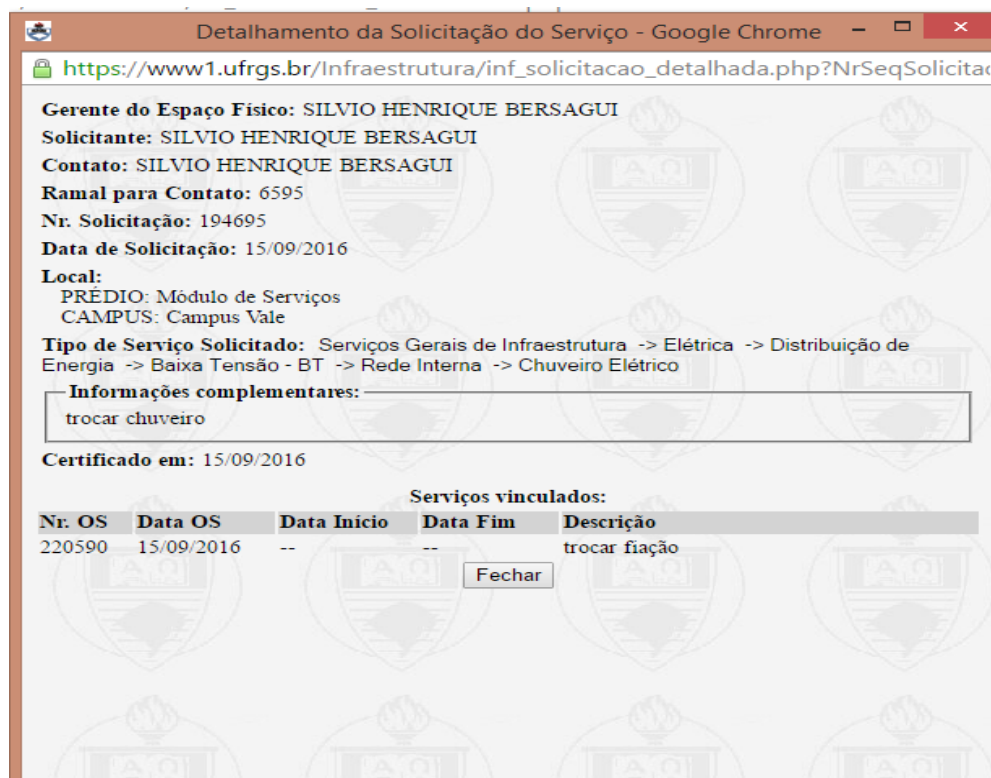 Detalhamento da Solicitação do Serviço - Google Chrome
https://www1.ufrgs.br/Infraestrutura/inf_solicitacao_detalhada.php?NrSeqSolicitac
Gerente do Espaço Físico: SILVIO HENRIQUE BERSAGUI
Solicitante: SILVIO HENRIQUE BERSAGUI
Contato: SILVIO HENRIQUE BERSAGUI
Ramal para Contato: 6595
Nr. Solicitação: 194695
Data de Solicitação: 15/09/2016
Local:
PRÉDIO: Módulo de Serviços
CAMPUS: Campus Vale
Tipo de Serviço Solicitado: Serviços Gerais de Infraestrutura -> Elétrica -> Distribuição de
Energia -> Baixa Tensão - BT -> Rede Interna -> Chuveiro Elétrico
Informações complementares:
trocar chuveiro
Certificado em: 15/09/2016
Serviços vinculados:
Nr. OS Data OS Data Início Data Fim Descrição
220590 15/09/2016 -- -- trocar fiação
Fechar